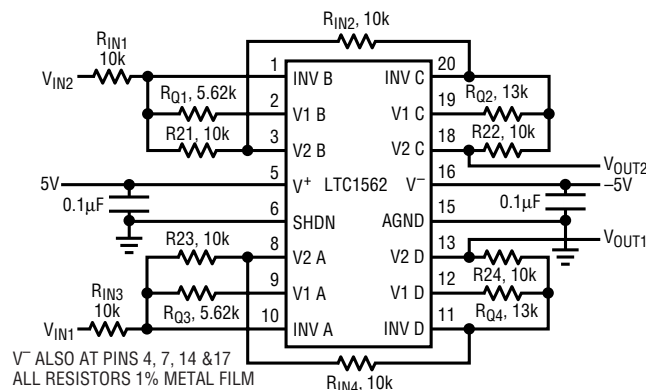 RIN2, 10k
RIN1
10k
VIN2
1
INV B
INV C
20
RQ1, 5.62k
2
V1 B
V1 C
19
RQ2, 13k
R21, 10k
3
V2 B
V2 C
18
R22, 10k
VOUT2
5V
5
V+
LTC1562
V–
16
–5V
0.1µF
6
SHDN
AGND
15
0.1µF
VOUT1
R23, 10k
8
V2 A
V2 D
13
R24, 10k
RIN3
10k
9
V1 A
V1 D
12
RQ3, 5.62k
RQ4, 13k
VIN1
10
INV A
INV D
11
V– ALSO AT PINS 4, 7, 14 &17
ALL RESISTORS 1% METAL FILM
RIN4, 10k